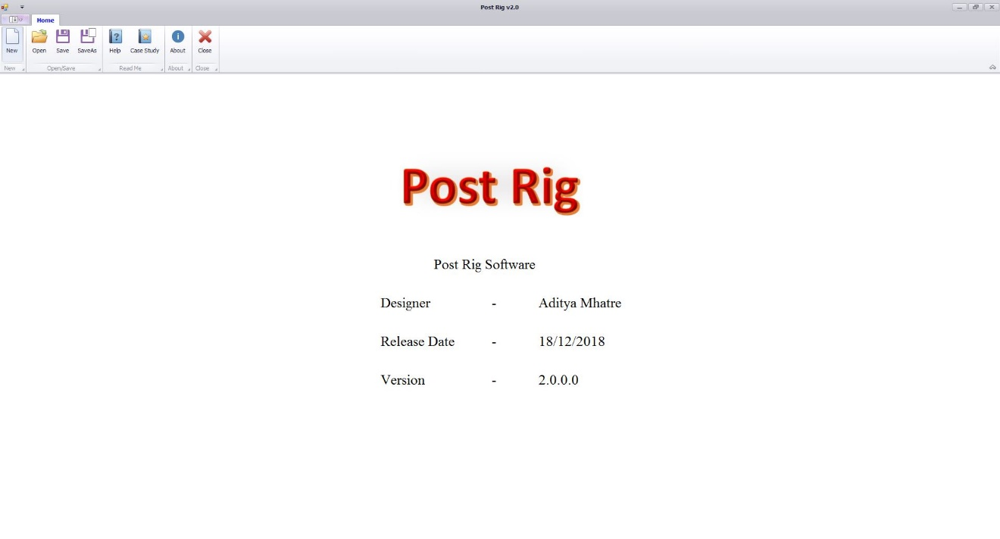 Post Rig v2.0
Home
New Open Save SaveAs Help Case Study About Close
New Open/Save Read Me About Close
Post Rig
Post Rig Software
Designer - Aditya Mhatre
Release Date - 18/12/2018
Version - 2.0.0.0